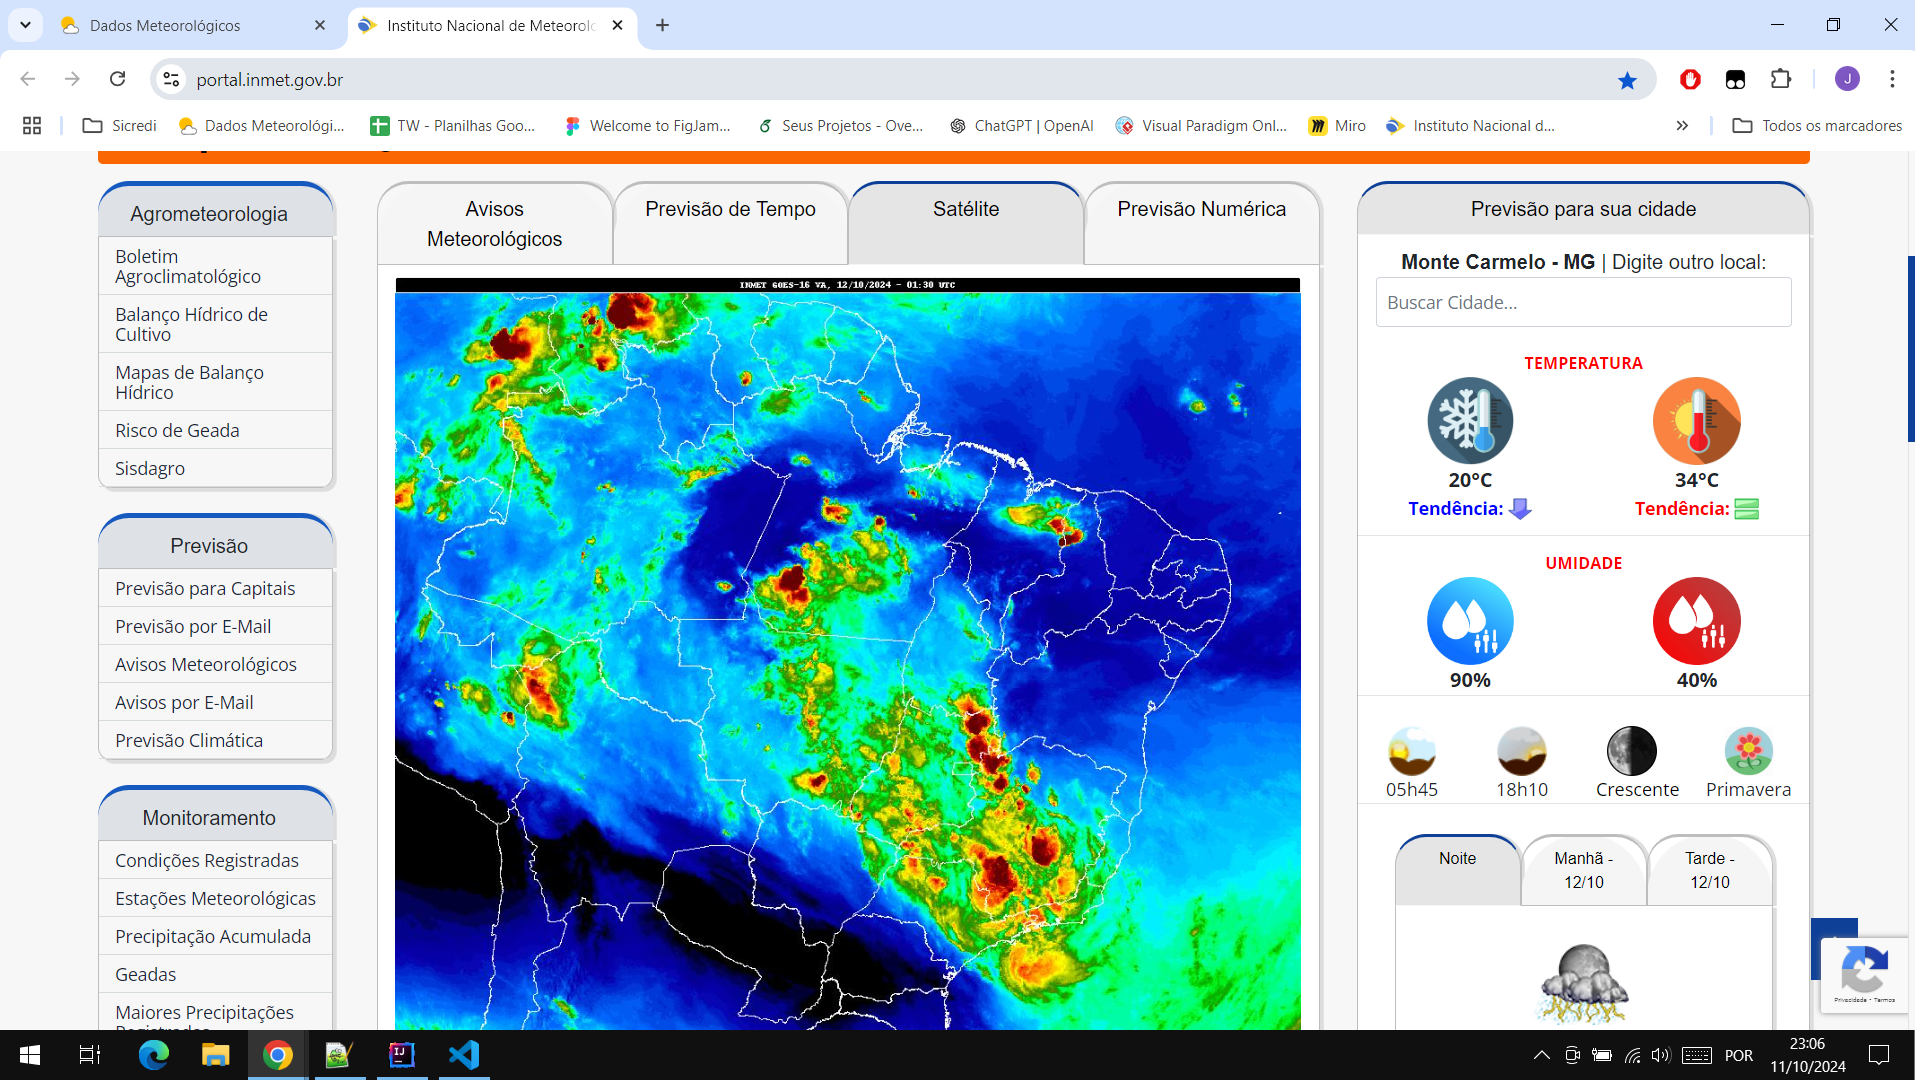 Dados Meteorológicos
Instituto Nacional de Meteorolo
portal.inmet.gov.br
J
Sicredi
Dados Meteorológi...
TW - Planilhas Goo...
Welcome to FigJam...
Seus Projetos - Ove...
ChatGPT | OpenAI
Visual Paradigm Onl...
Miro
Instituto Nacional d...
Todos os marcadores
Agrometeorologia
Boletim
Agroclimatológico
Balanço Hídrico de
Cultivo
Mapas de Balanço
Hídrico
Risco de Geada
Sisdagro
Previsão
Previsão para Capitais
Previsão por E-Mail
Avisos Meteorológicos
Avisos por E-Mail
Previsão Climática
Monitoramento
Condições Registradas
Estações Meteorológicas
Precipitação Acumulada
Geadas
Maiores Precipitações
Registradas
Avisos
Meteorológicos
Previsão de Tempo
Satélite
Previsão Numérica
INMET GOES-16 VA, 12/10/2024 - 01:30 UTC
Previsão para sua cidade
Monte Carmelo - MG | Digite outro local:
Buscar Cidade...
TEMPERATURA
20°C
34°C
Tendência:
Tendência:
UMIDADE
90%
40%
05h45
18h10
Crescente
Primavera
Noite
Manhã -
12/10
Tarde -
12/10
Privacidade - Termos
POR
23:06
11/10/2024